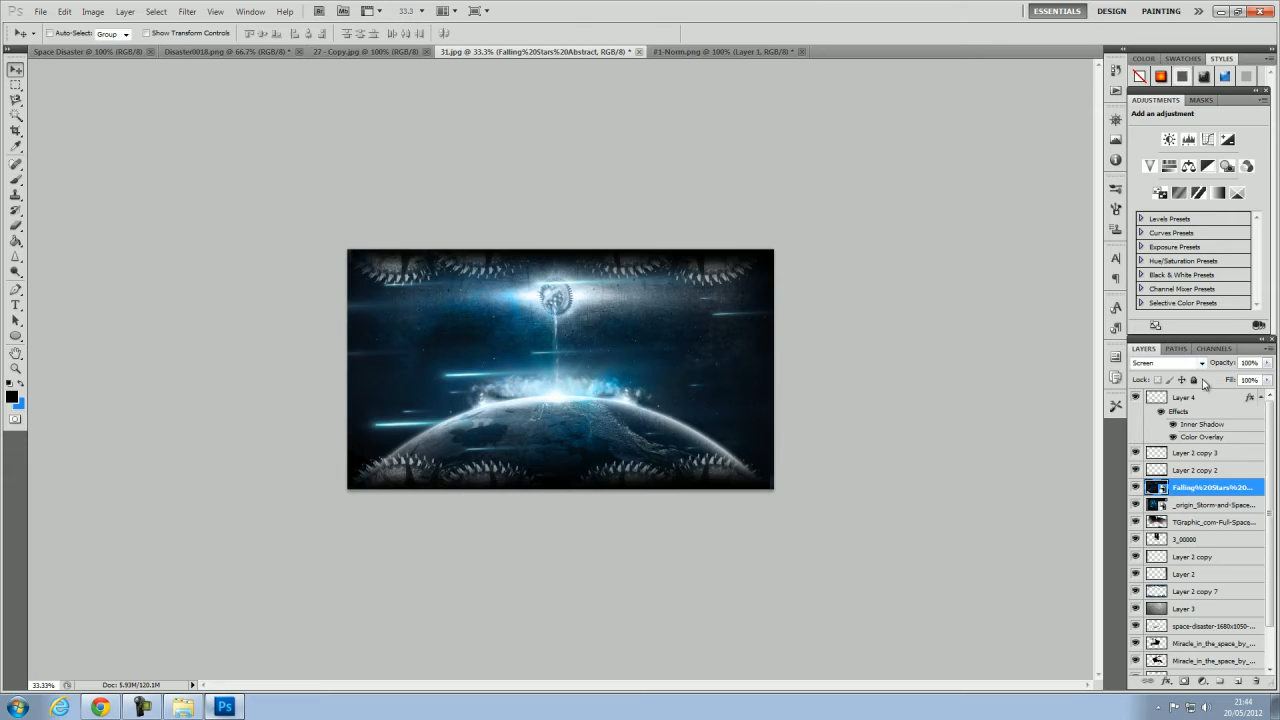 Ps File Edit Image Layer Select Filter View Window Help Br Mb 33.3 ESSENTIALS DESIGN PAINTING
Auto-Select: Group Show Transform Controls
Space Disaster @ 100% (RGB/8) Disaster0018.png @ 66.7% (RGB/8) * 27 - Copy.jpg @ 100% (RGB/8) 31.jpg @ 33.3% (Falling%20Stars%20Abstract, RGB/8) * #1-Norm.png @ 100% (Layer 1, RGB/8) *
COLOR SWATCHES STYLES
ADJUSTMENTS MASKS
Add an adjustment
Levels Presets
Curves Presets
Exposure Presets
Hue/Saturation Presets
Black & White Presets
Channel Mixer Presets
Selective Color Presets
LAYERS PATHS CHANNELS
Screen Opacity: 100%
Lock: Fill: 100%
Layer 4 fx
Effects
Inner Shadow
Color Overlay
Layer 2 copy 3
Layer 2 copy 2
Falling%20Stars%20...
_origin_Storm-and-Space...
TGraphic_com-Full-Space...
3_00000
Layer 2 copy
Layer 2
Layer 2 copy 7
Layer 3
space-disaster-1680x1050-...
Miracle_in_the_space_by_...
Miracle_in_the_space_by_...
33.33% Doc: 5.93M/120.1M
Ps 21:44
20/05/2012